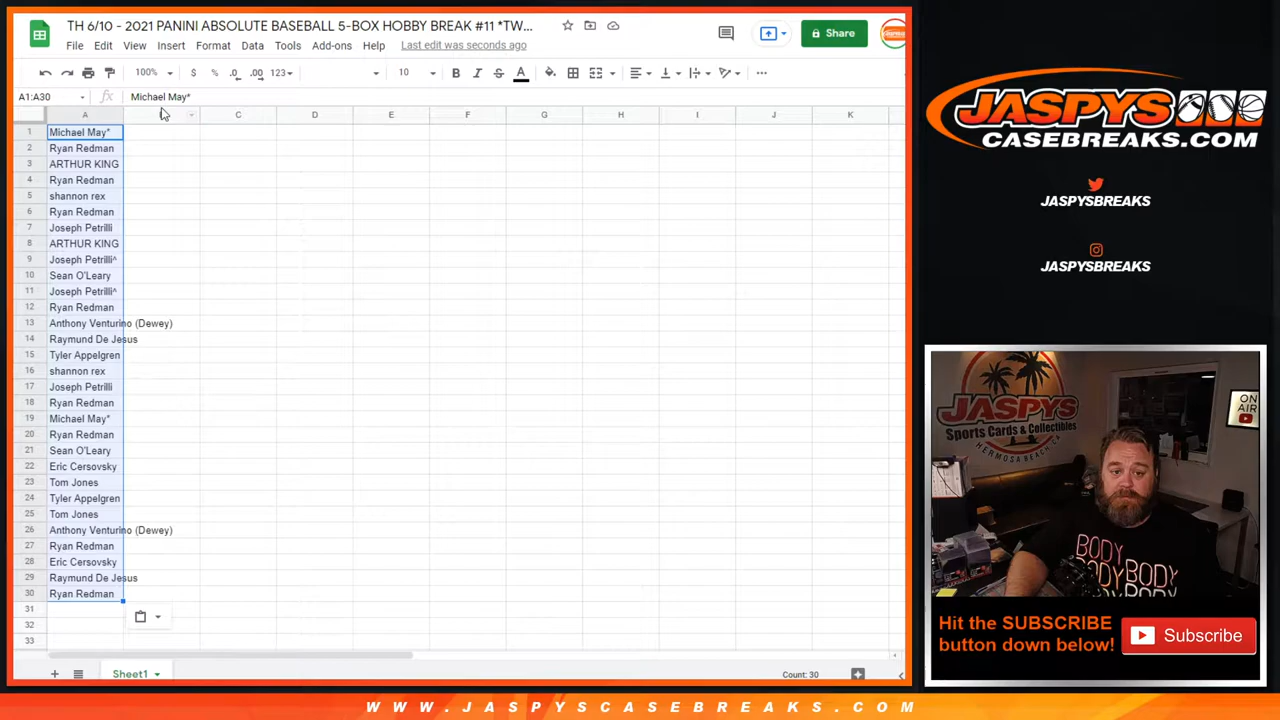 TH 6/10 - 2021 PANINI ABSOLUTE BASEBALL 5-BOX HOBBY BREAK #11 *TW...
File Edit View Insert Format Data Tools Add-ons Help Last edit was seconds ago
Share
100% $ % .0 .00 123 10 B I S A
A1:A30 fx Michael May*
A B C D E F G H I J K
1 Michael May*
2 Ryan Redman
3 ARTHUR KING
4 Ryan Redman
5 shannon rex
6 Ryan Redman
7 Joseph Petrilli
8 ARTHUR KING
9 Joseph Petrilli^
10 Sean O'Leary
11 Joseph Petrilli^
12 Ryan Redman
13 Anthony Venturino (Dewey)
14 Raymund De Jesus
15 Tyler Appelgren
16 shannon rex
17 Joseph Petrilli
18 Ryan Redman
19 Michael May*
20 Ryan Redman
21 Sean O'Leary
22 Eric Cersovsky
23 Tom Jones
24 Tyler Appelgren
25 Tom Jones
26 Anthony Venturino (Dewey)
27 Ryan Redman
28 Eric Cersovsky
29 Raymund De Jesus
30 Ryan Redman
31
32
33
Sheet1
Count: 30
JASPYS
CASEBREAKS.COM
JASPYSBREAKS
JASPYSBREAKS
JASPYS
Sports Cards & Collectibles
HERMOSA BEACH, CA
ON
AIR
BODY
BODY
BODY
Hit the SUBSCRIBE
button down below!
Subscribe
WWW.JASPYSCASEBREAKS.COM